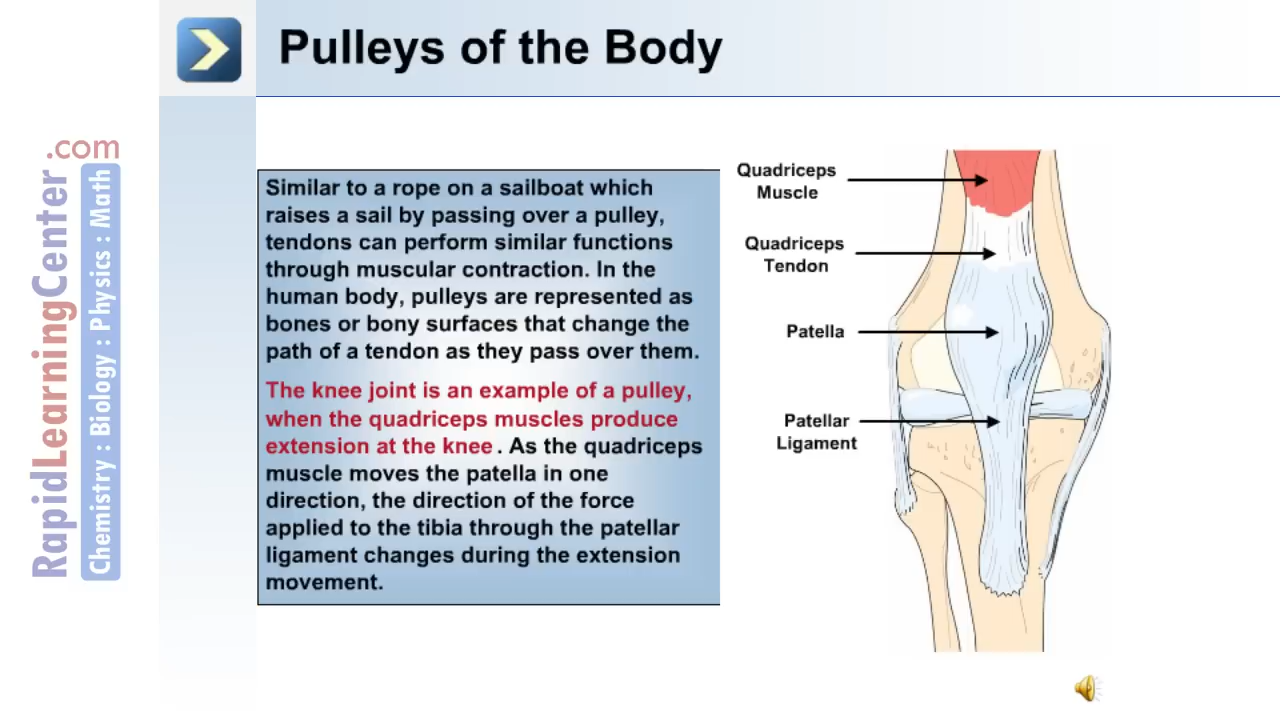 Pulleys of the Body
RapidLearningCenter.com
Chemistry : Biology : Physics : Math
Similar to a rope on a sailboat which
raises a sail by passing over a pulley,
tendons can perform similar functions
through muscular contraction. In the
human body, pulleys are represented as
bones or bony surfaces that change the
path of a tendon as they pass over them.
The knee joint is an example of a pulley,
when the quadriceps muscles produce
extension at the knee. As the quadriceps
muscle moves the patella in one
direction, the direction of the force
applied to the tibia through the patellar
ligament changes during the extension
movement.
Quadriceps
Muscle
Quadriceps
Tendon
Patella
Patellar
Ligament